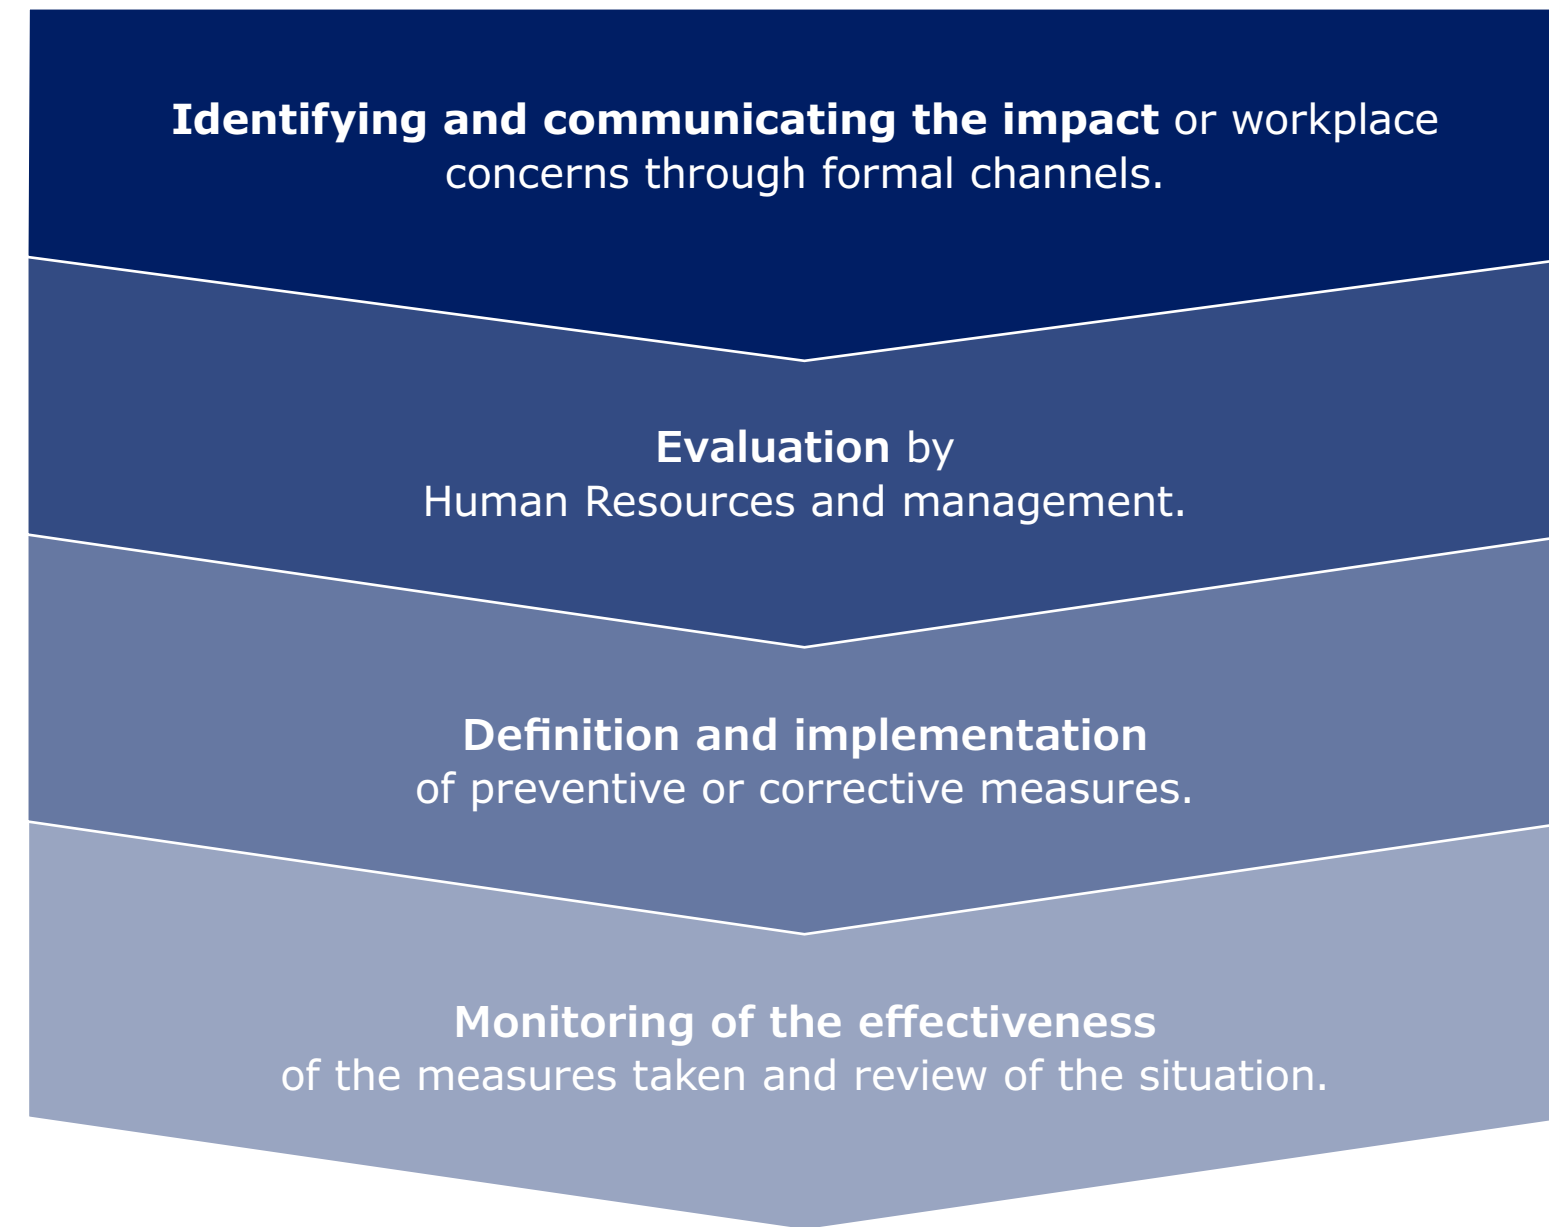 Identifying and communicating the impact or workplace
concerns through formal channels.
Evaluation by
Human Resources and management.
Definition and implementation
of preventive or corrective measures.
Monitoring of the effectiveness
of the measures taken and review of the situation.